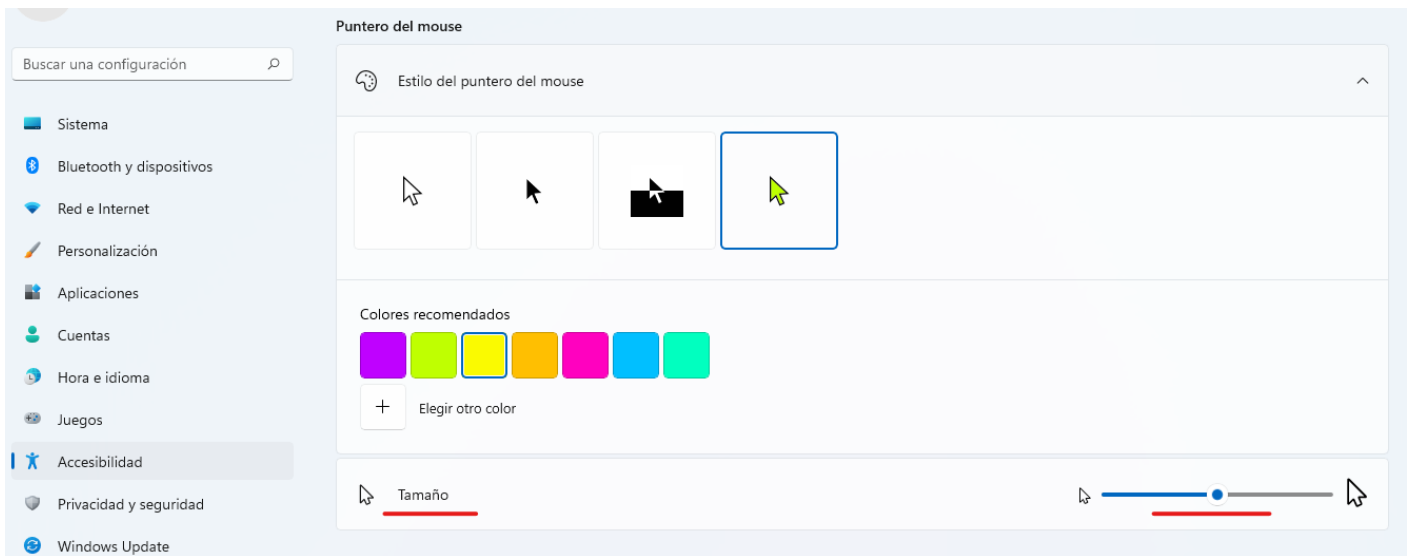 Puntero del mouse
Buscar una configuración
Estilo del puntero del mouse
Sistema
Bluetooth y dispositivos
Red e Internet
Personalización
Aplicaciones
Cuentas
Hora e idioma
Juegos
Accesibilidad
Privacidad y seguridad
Windows Update
Colores recomendados
Elegir otro color
Tamaño